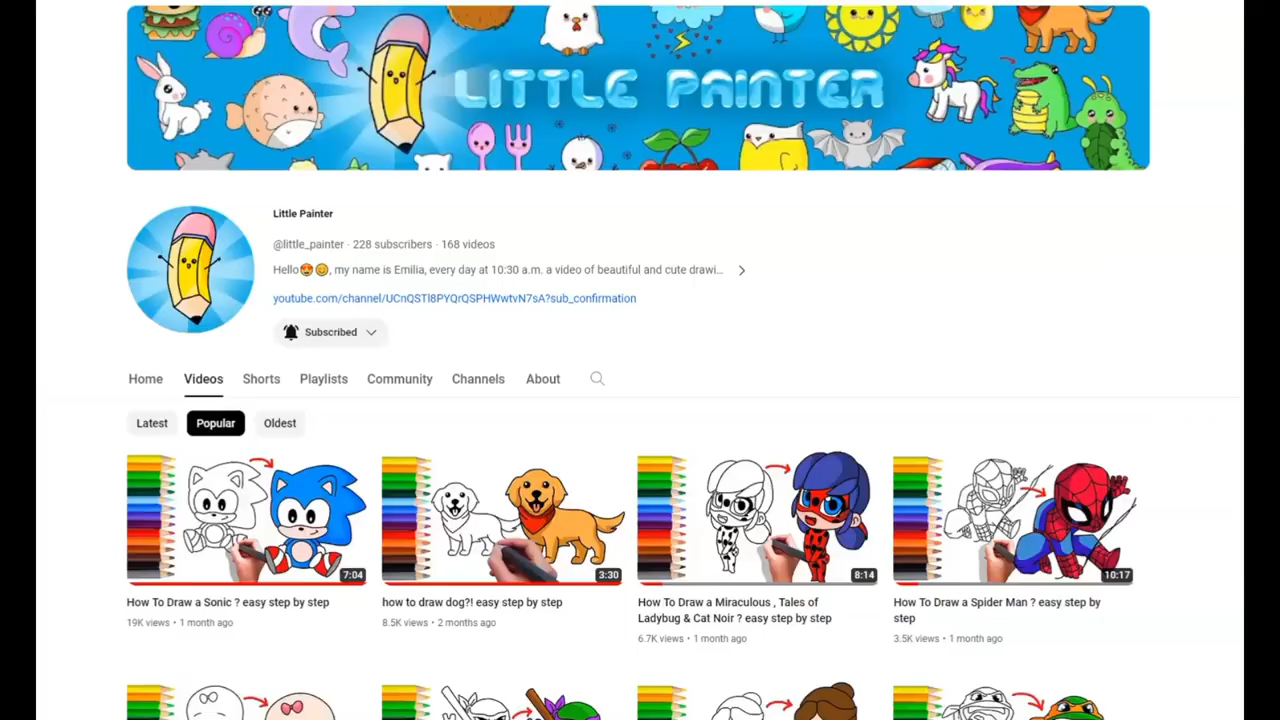 LITTLE PAINTER
Little Painter
@little_painter · 228 subscribers · 168 videos
Hello😍😊, my name is Emilia, every day at 10:30 a.m. a video of beautiful and cute drawi...
youtube.com/channel/UCnQSTl8PYQrQSPHWwtvN7sA?sub_confirmation
Subscribed
Home Videos Shorts Playlists Community Channels About
Latest Popular Oldest
7:04 3:30 8:14 10:17
How To Draw a Sonic ? easy step by step
19K views • 1 month ago
how to draw dog?! easy step by step
8.5K views • 2 months ago
How To Draw a Miraculous , Tales of
Ladybug & Cat Noir ? easy step by step
6.7K views • 1 month ago
How To Draw a Spider Man ? easy step by
step
3.5K views • 1 month ago